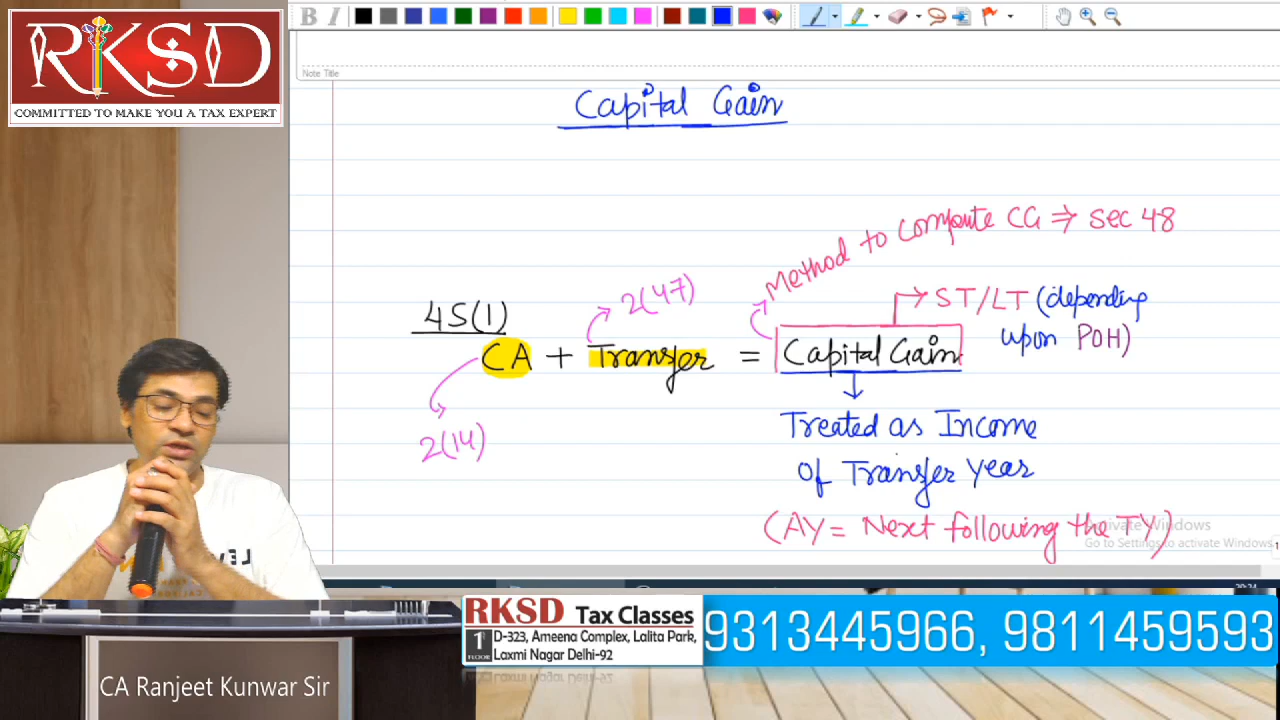 RKSD
COMMITTED TO MAKE YOU A TAX EXPERT
B I
Note Title
Capital Gain
Method to compute CG ⇒ Sec 48
45(1)
2(47)
ST/LT (depending
upon POH)
CA + Transfer = Capital Gain
2(14)
Treated as Income
of Transfer Year
(AY = Next following the TY)
Activate Windows
Go to Settings to activate Windows.
RKSD
Tax Classes
1st
FLOOR
D-323, Ameena Complex, Lalita Park,
Laxmi Nagar Delhi-92
9313445966, 9811459593
CA Ranjeet Kunwar Sir